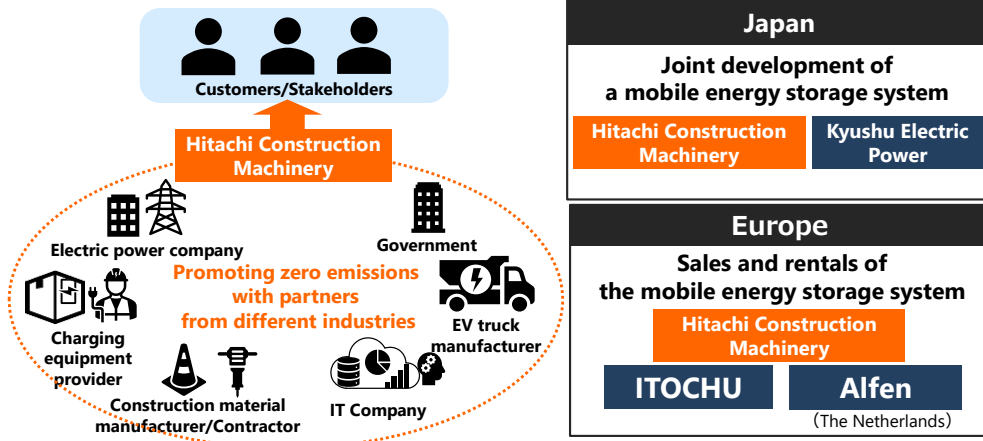 Customers/Stakeholders
Hitachi Construction
Machinery
Electric power company
Government
Promoting zero emissions
with partners
from different industries
Charging
equipment
provider
EV truck
manufacturer
Construction material
manufacturer/Contractor
IT Company
Japan
Joint development of
a mobile energy storage system
Hitachi Construction
Machinery
Kyushu Electric
Power
Europe
Sales and rentals of
the mobile energy storage system
Hitachi Construction
Machinery
ITOCHU
Alfen
（The Netherlands）